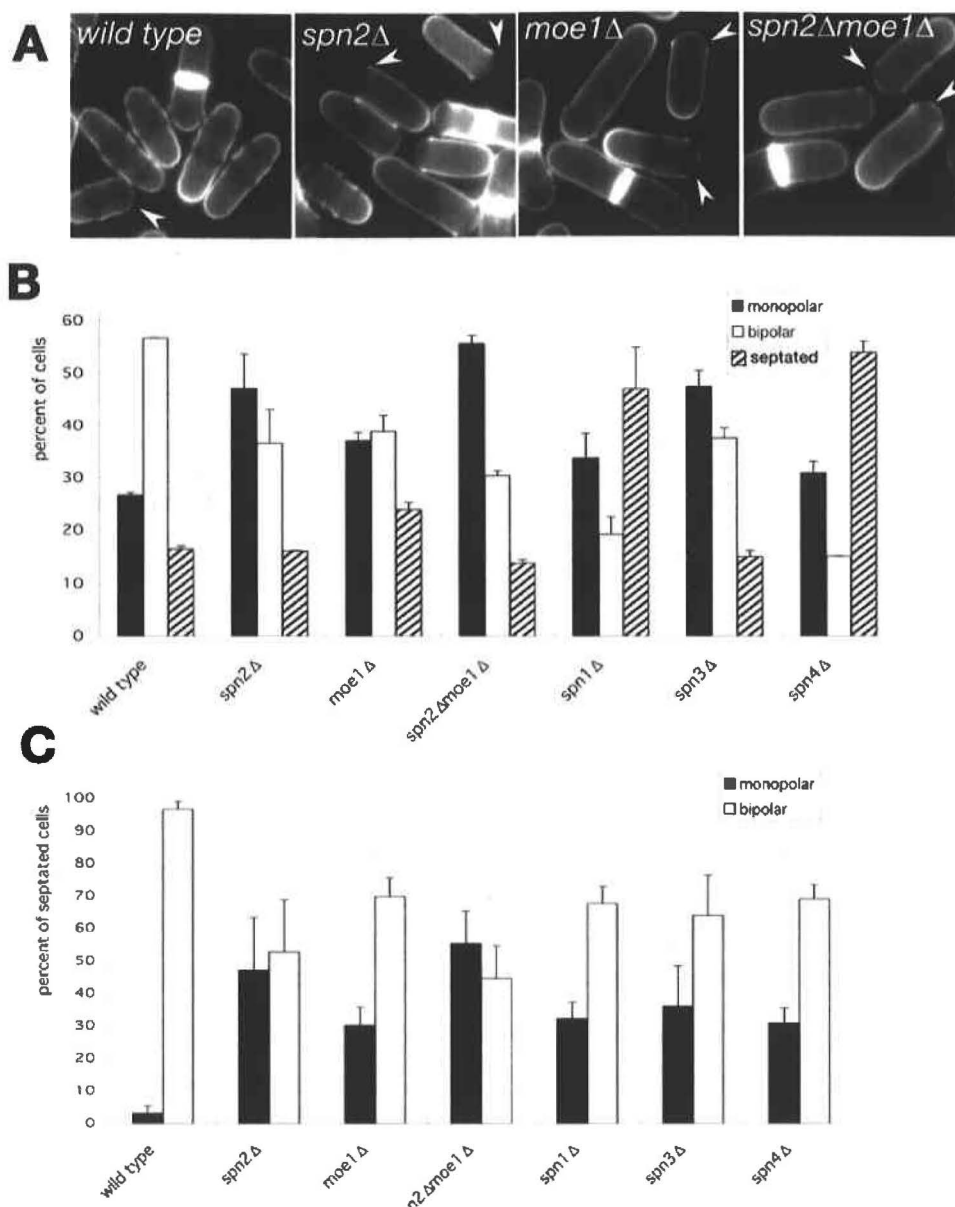 A
wild type
spn2Δ
moe1Δ
spn2Δmoe1Δ
B
percent of cells
60
50
40
30
20
10
0
monopolar
bipolar
septated
wild type
spn2Δ
moe1Δ
spn2Δmoe1Δ
spn1Δ
spn3Δ
spn4Δ
C
percent of septated cells
100
90
80
70
60
50
40
30
20
10
0
monopolar
bipolar
wild type
spn2Δ
moe1Δ
n2Δmoe1Δ
spn1Δ
spn3Δ
spn4Δ